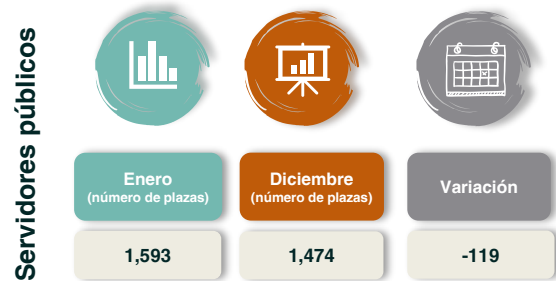 Servidores públicos
Enero
(número de plazas)
Diciembre
(número de plazas)
Variación
1,593
1,474
-119